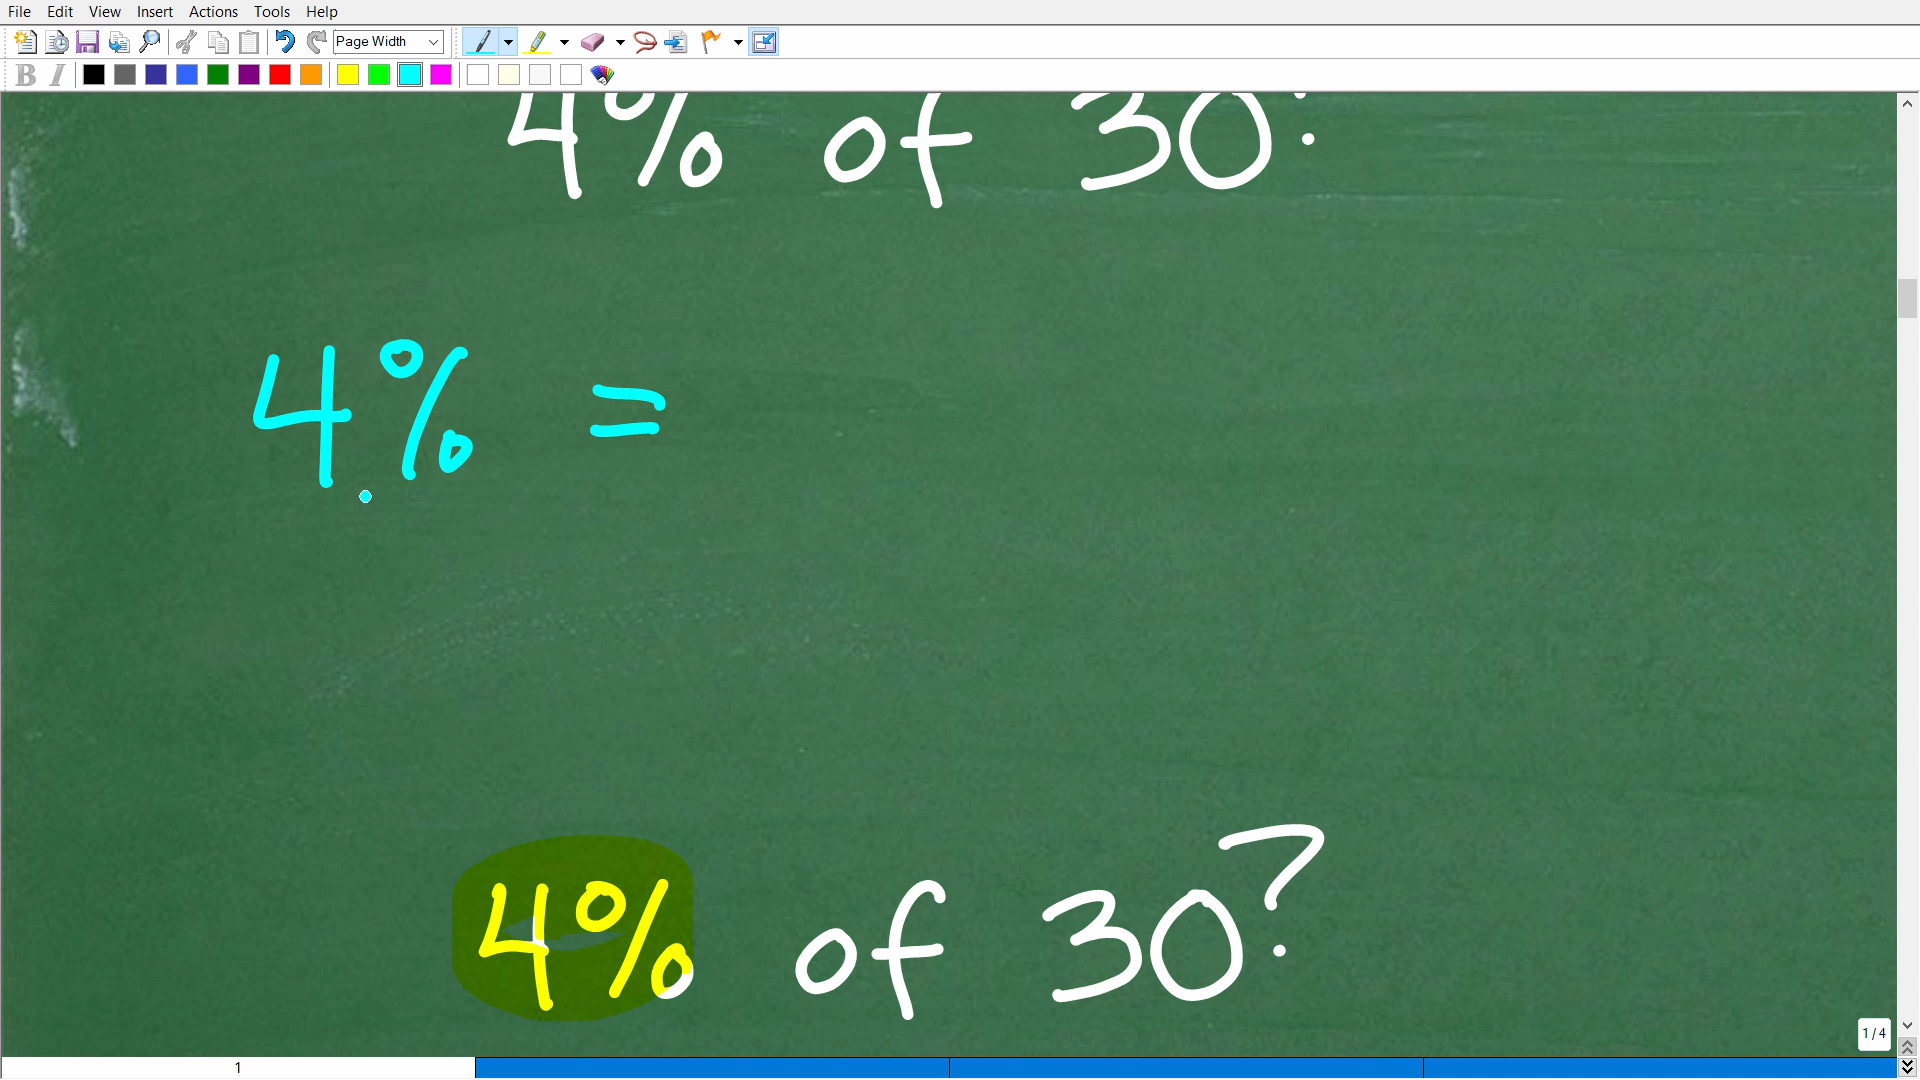 File Edit View Insert Actions Tools Help
Page Width
B I
4% of 30?
4% =
4% of 30?
1 / 4
1